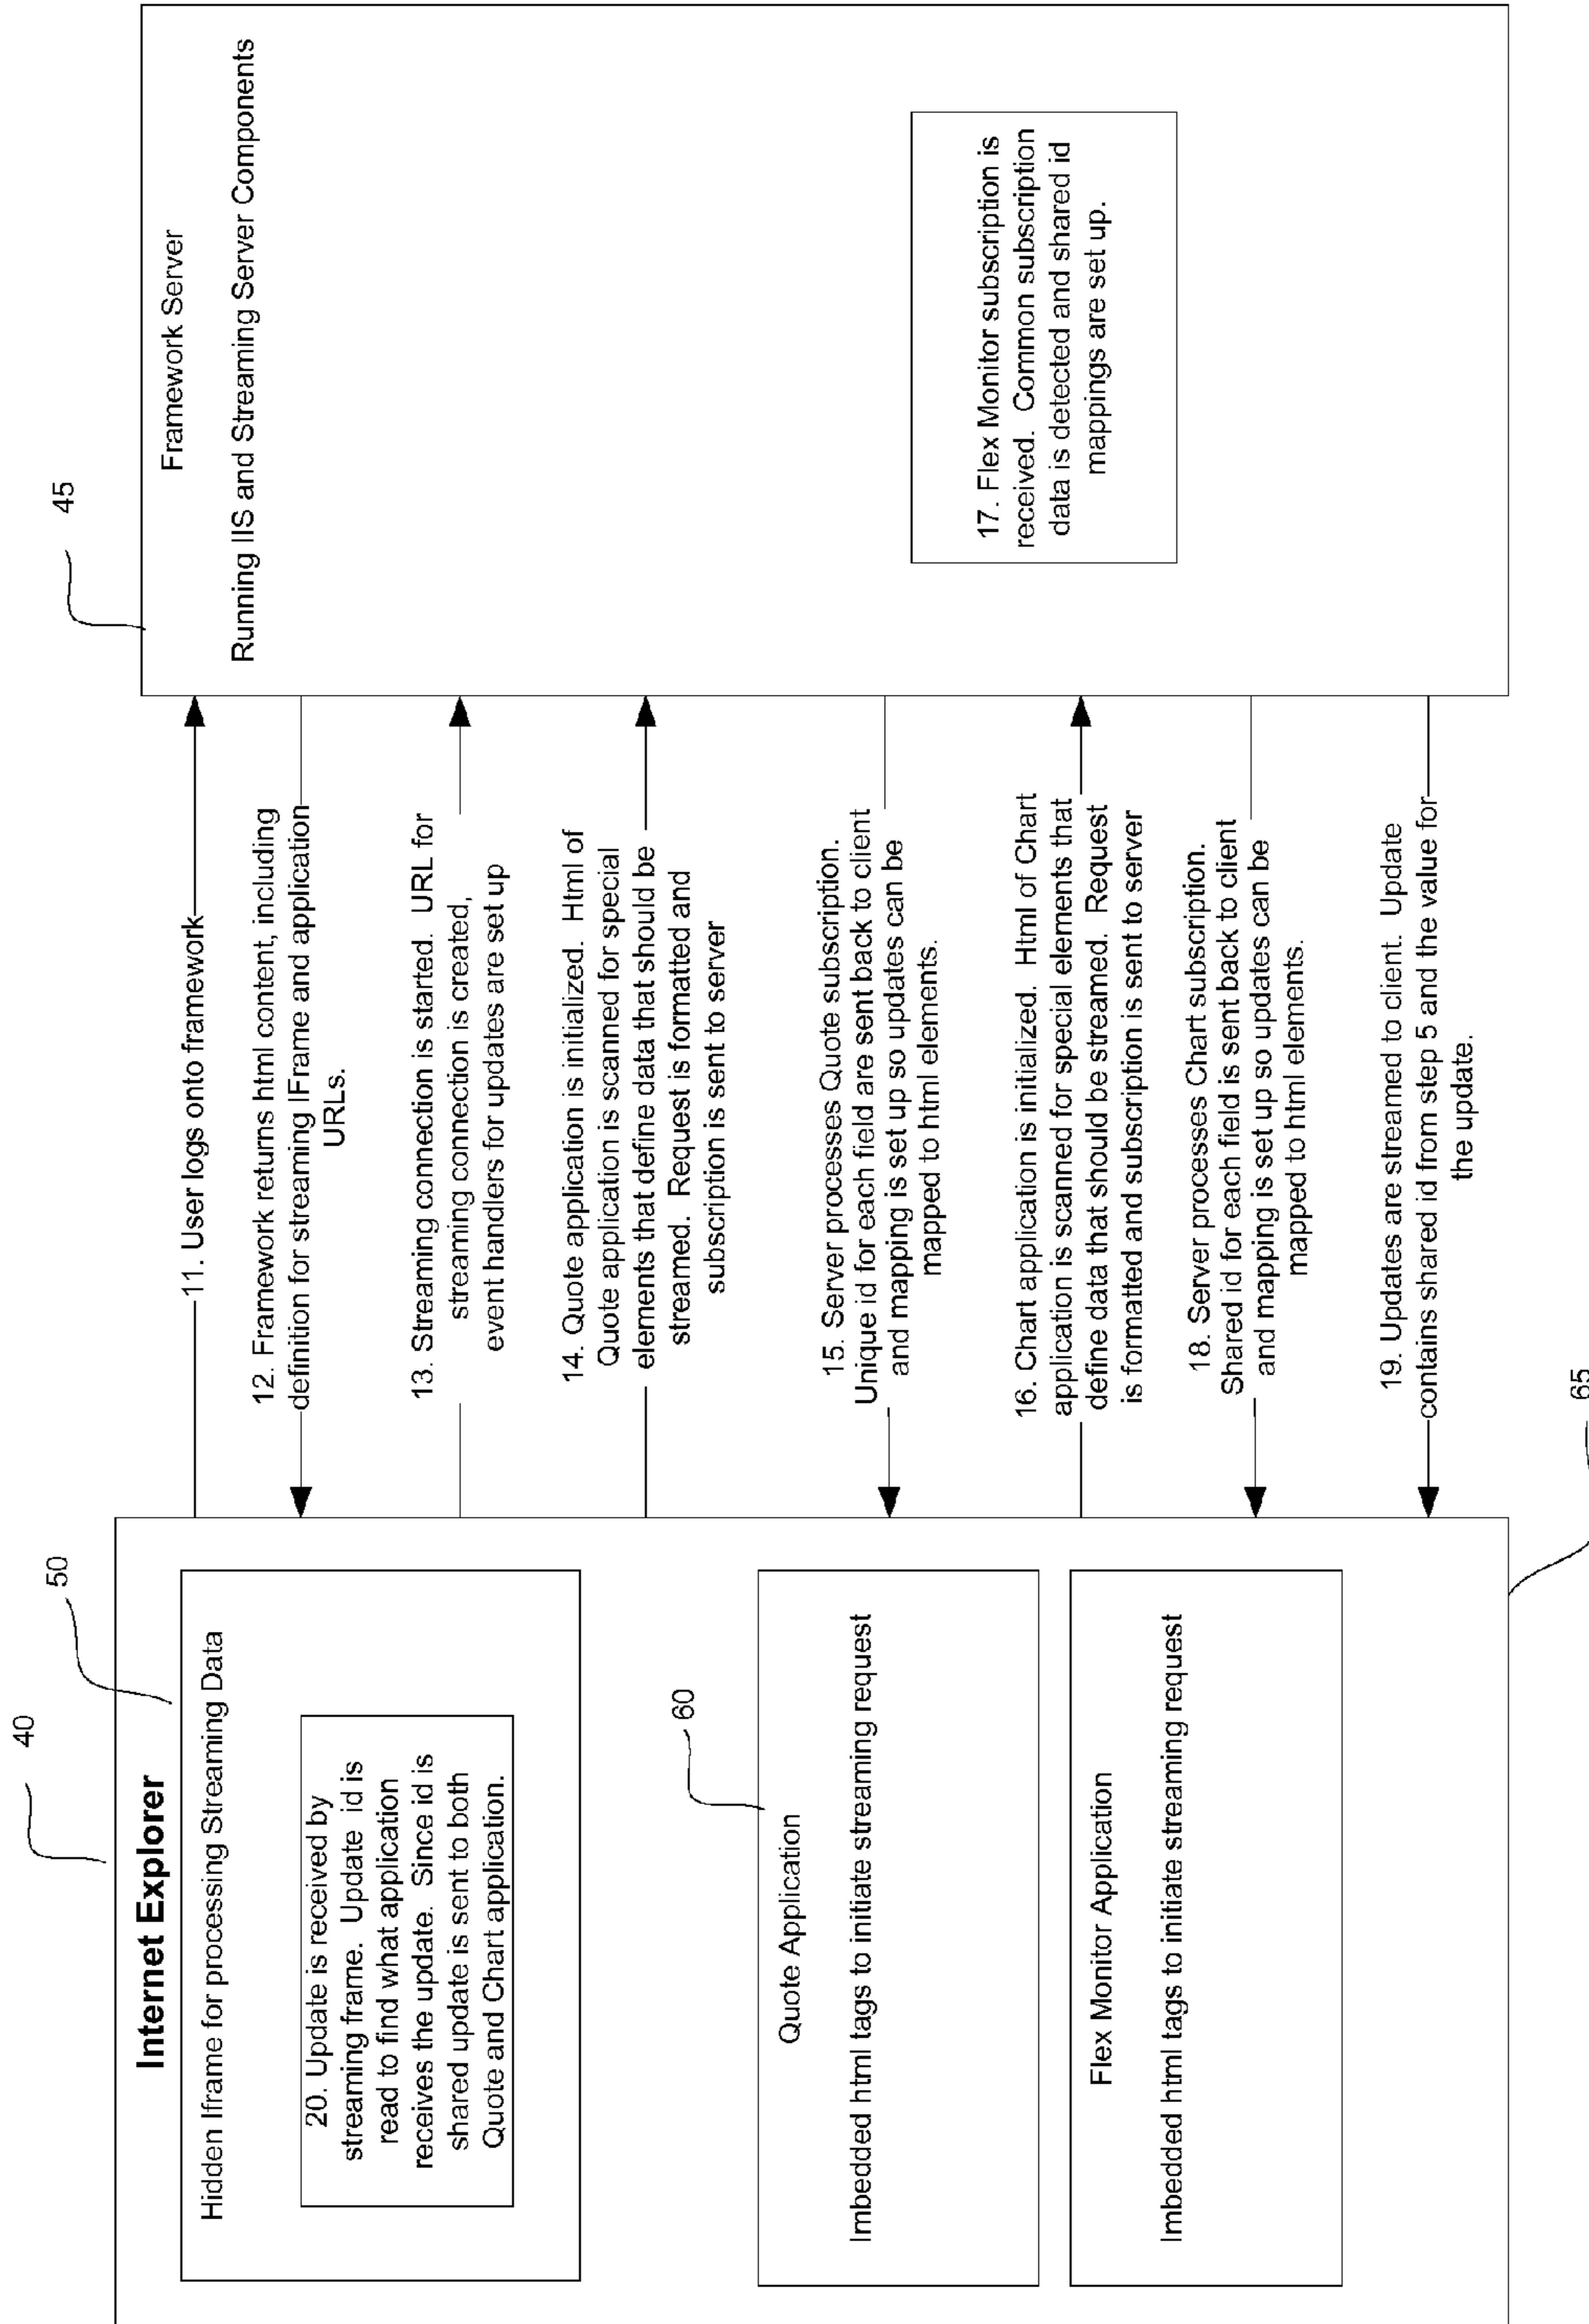 40
Internet Explorer
50
Hidden Iframe for processing Streaming Data
20. Update is received by
streaming frame. Update id is
read to find what application
receives the update. Since id is
shared update is sent to both
Quote and Chart application.
60
Quote Application
Imbedded html tags to initiate streaming request
Flex Monitor Application
Imbedded html tags to initiate streaming request
65
11. User logs onto framework
12. Framework returns html content, including
definition for streaming IFrame and application
URLs.
13. Streaming connection is started. URL for
streaming connection is created,
event handlers for updates are set up
14. Quote application is initialized. Html of
Quote application is scanned for special
elements that define data that should be
streamed. Request is formatted and
subscription is sent to server
15. Server processes Quote subscription.
Unique id for each field are sent back to client
and mapping is set up so updates can be
mapped to html elements.
16. Chart application is initialized. Html of Chart
application is scanned for special elements that
define data that should be streamed. Request
is formatted and subscription is sent to server
18. Server processes Chart subscription.
Shared id for each field is sent back to client
and mapping is set up so updates can be
mapped to html elements.
19. Updates are streamed to client. Update
contains shared id from step 5 and the value for
the update.
45
Framework Server
Running IIS and Streaming Server Components
17. Flex Monitor subscription is
received. Common subscription
data is detected and shared id
mappings are set up.